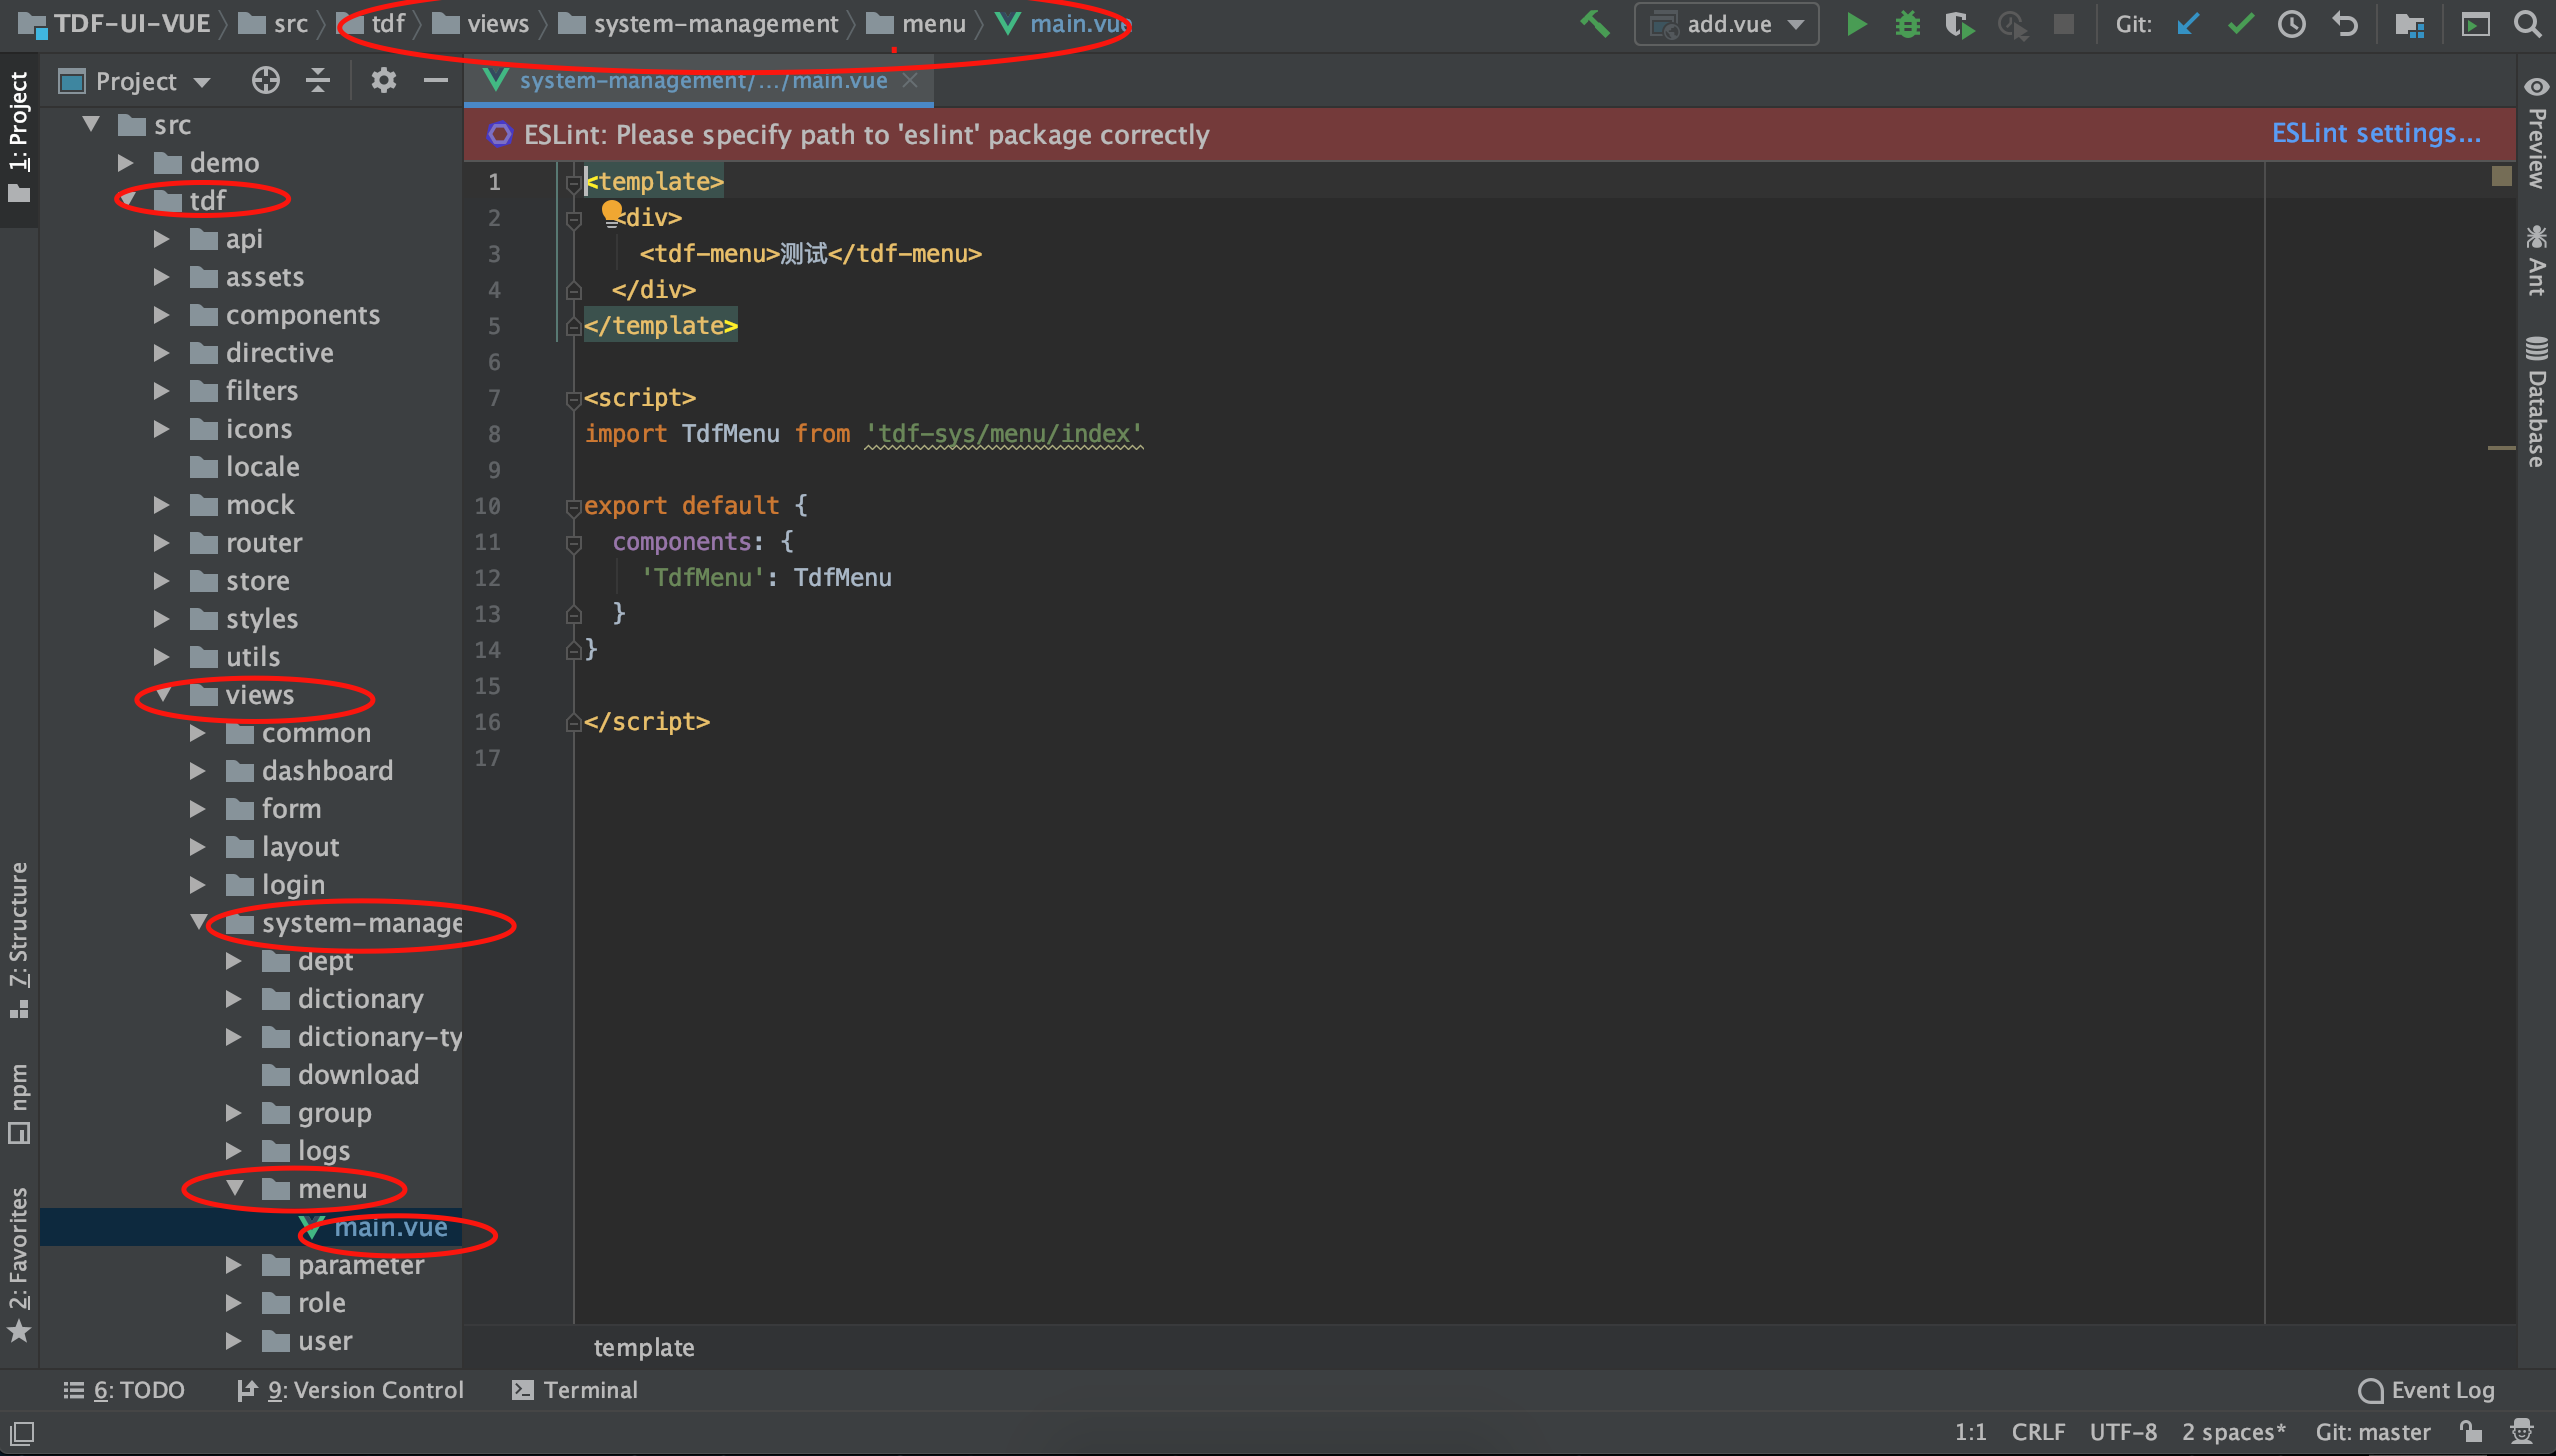 TDF-UI-VUE src tdf views system-management menu main.vue
add.vue Git:
1: Project
Project
system-management/.../main.vue
src
demo
tdf
api
assets
components
directive
filters
icons
locale
mock
router
store
styles
utils
views
common
dashboard
form
layout
login
system-manage
dept
dictionary
dictionary-ty
download
group
logs
menu
main.vue
parameter
role
user
7: Structure
npm
2: Favorites
ESLint: Please specify path to 'eslint' package correctly ESLint settings...
1 <template>
2 <div>
3 <tdf-menu>测试</tdf-menu>
4 </div>
5 </template>
6
7 <script>
8 import TdfMenu from 'tdf-sys/menu/index'
9
10 export default {
11 components: {
12 'TdfMenu': TdfMenu
13 }
14 }
15
16 </script>
17
template
Preview
Ant
Database
6: TODO 9: Version Control Terminal Event Log
1:1 CRLF UTF-8 2 spaces* Git: master